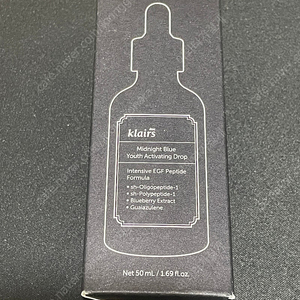 klairs
Midnight Blue
Youth Activating Drop
Intensive EGF Peptide
Formula
• sh-Oligopeptide-1
• sh-Polypeptide-1
• Blueberry Extract
• Guaiazulene
Net 50 mL / 1.69 fl.oz.